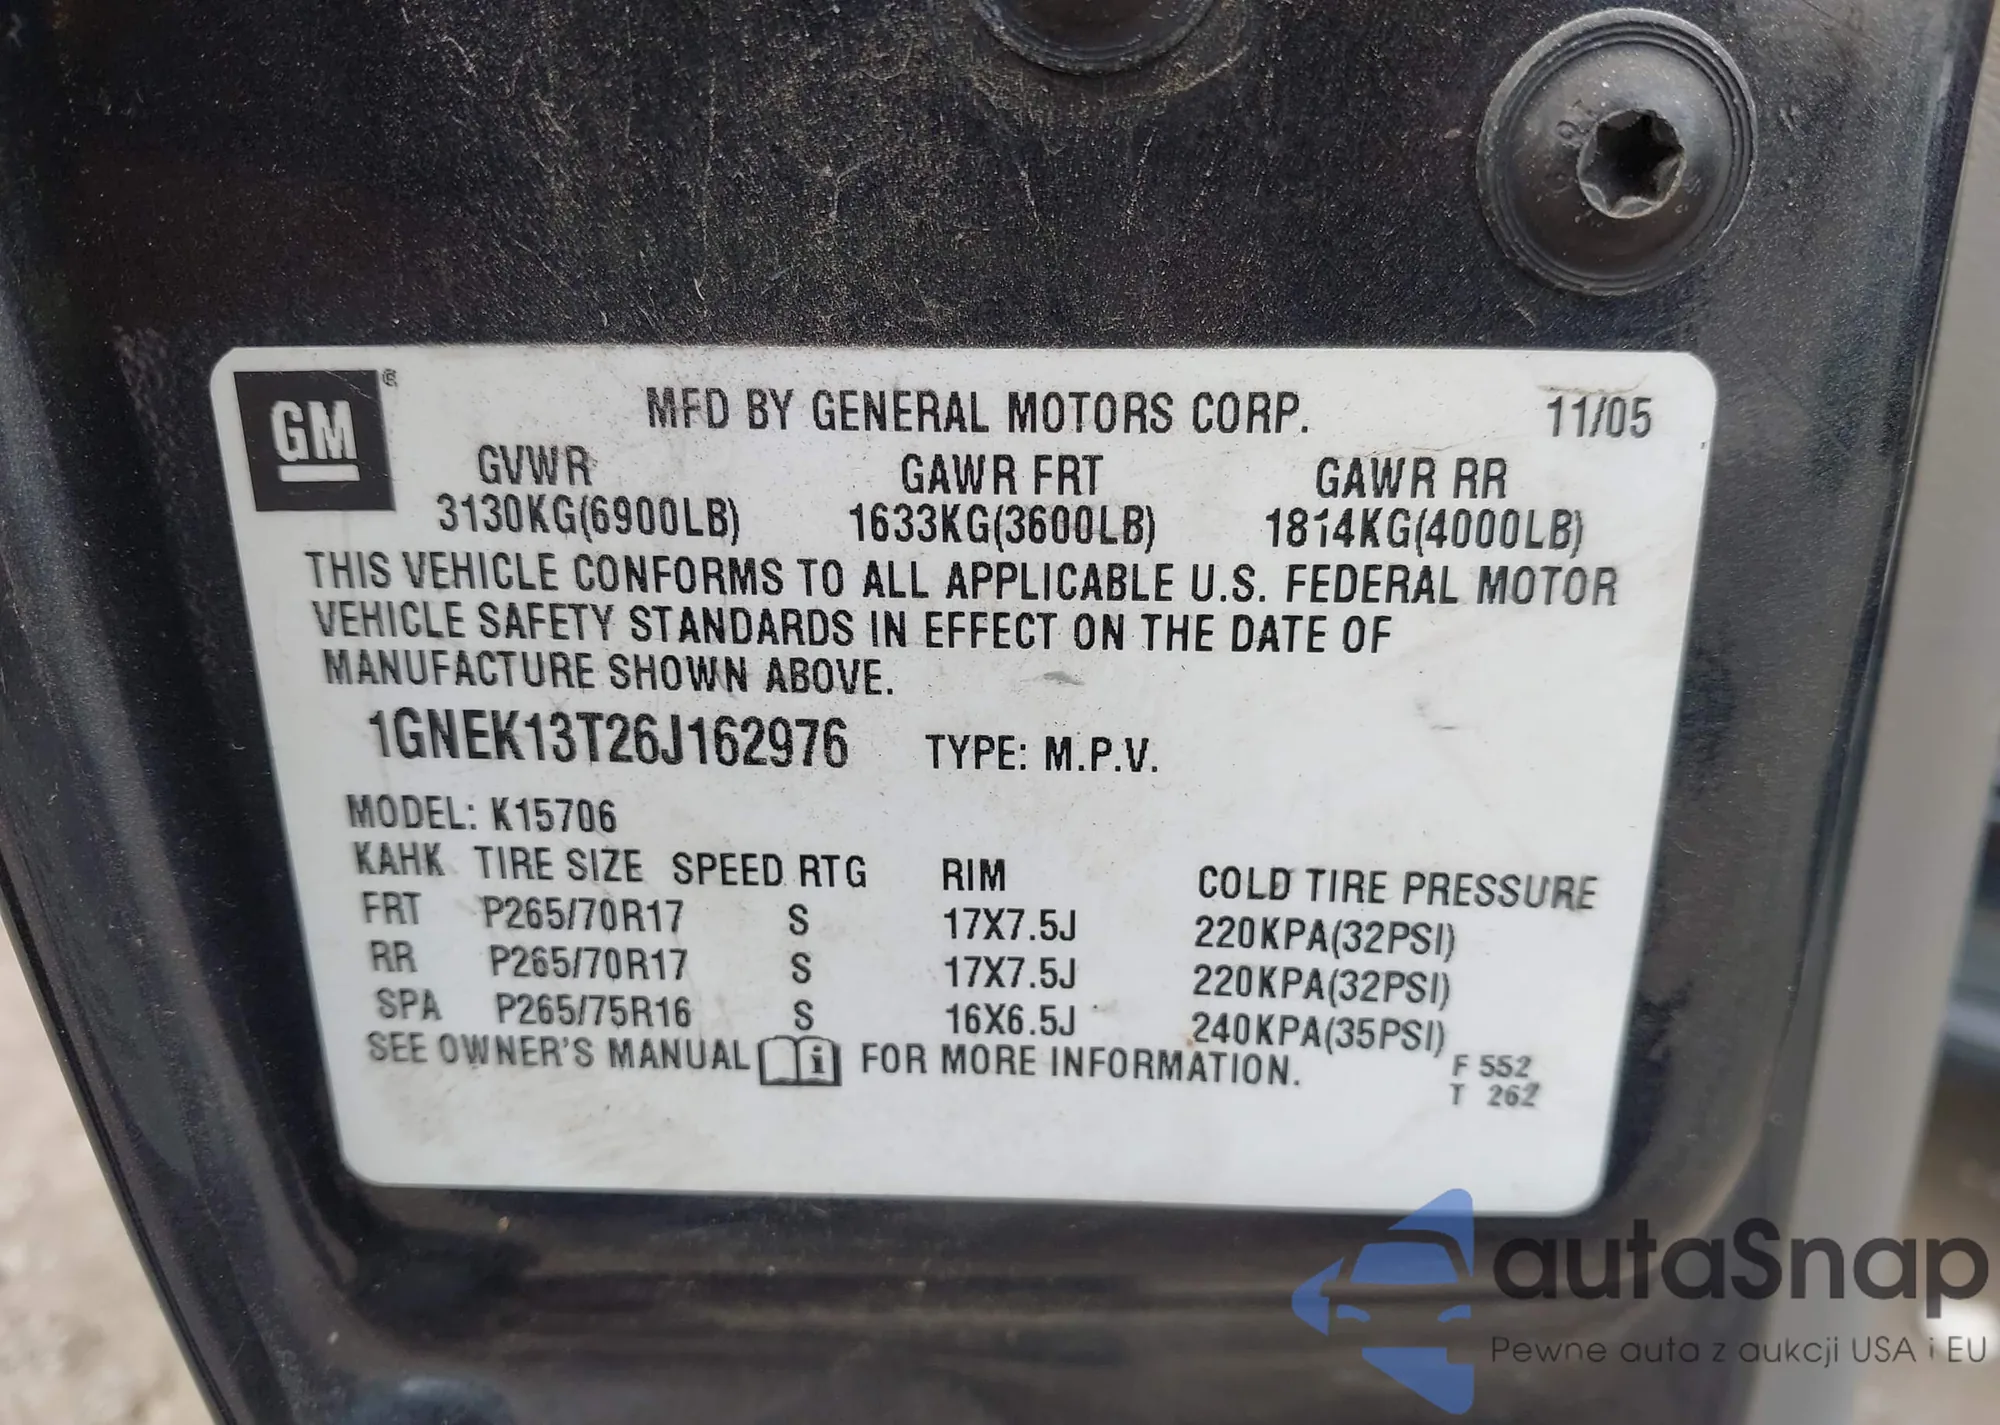 GM ®
MFD BY GENERAL MOTORS CORP. 11/05
GVWR GAWR FRT GAWR RR
3130KG(6900LB) 1633KG(3600LB) 1814KG(4000LB)
THIS VEHICLE CONFORMS TO ALL APPLICABLE U.S. FEDERAL MOTOR
VEHICLE SAFETY STANDARDS IN EFFECT ON THE DATE OF
MANUFACTURE SHOWN ABOVE.
1GNEK13T26J162976 TYPE: M.P.V.
MODEL: K15706
KAHK TIRE SIZE SPEED RTG RIM COLD TIRE PRESSURE
FRT P265/70R17 S 17X7.5J 220KPA(32PSI)
RR P265/70R17 S 17X7.5J 220KPA(32PSI)
SPA P265/75R16 S 16X6.5J 240KPA(35PSI)
SEE OWNER'S MANUAL i FOR MORE INFORMATION.
F 552
T 262
autaSnap
Pewne auta z aukcji USA i EU